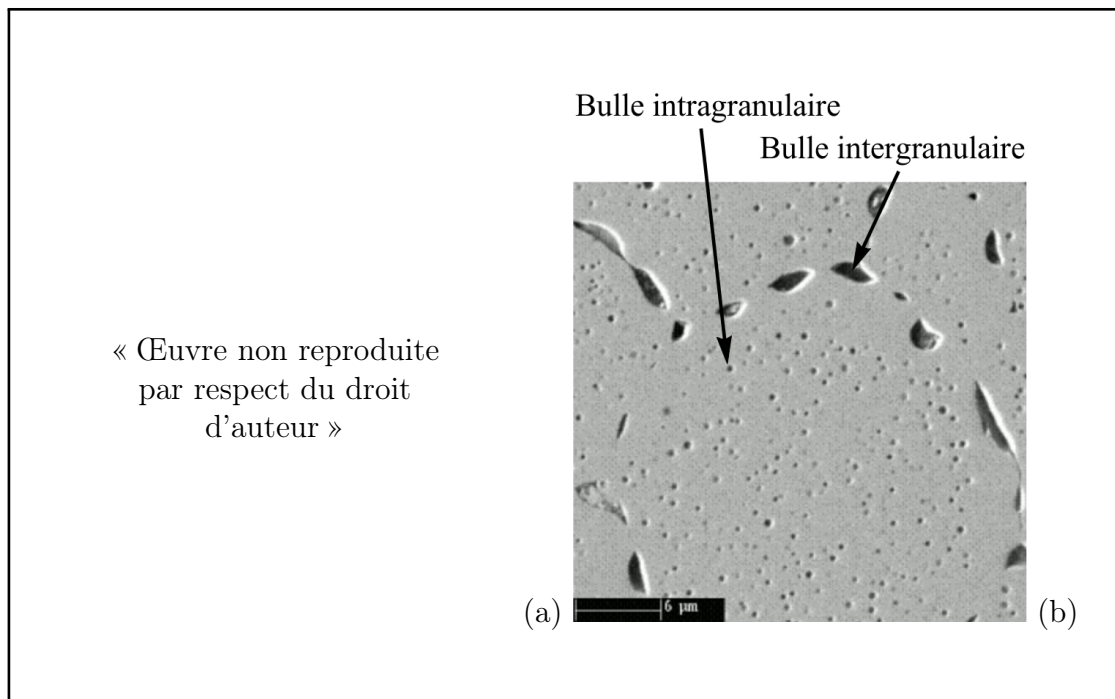 Bulle intragranulaire
Bulle intergranulaire
« Œuvre non reproduite
par respect du droit
d'auteur »
(a)
6 µm
(b)